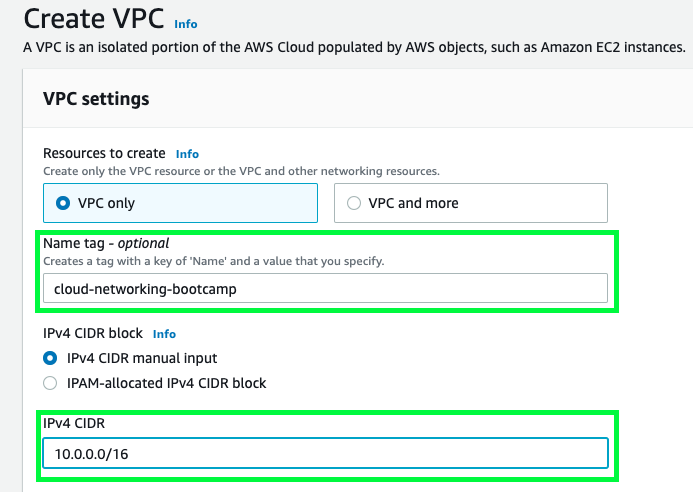 Create VPC Info
A VPC is an isolated portion of the AWS Cloud populated by AWS objects, such as Amazon EC2 instances.
VPC settings
Resources to create Info
Create only the VPC resource or the VPC and other networking resources.
VPC only
VPC and more
Name tag - optional
Creates a tag with a key of 'Name' and a value that you specify.
cloud-networking-bootcamp
IPv4 CIDR block Info
IPv4 CIDR manual input
IPAM-allocated IPv4 CIDR block
IPv4 CIDR
10.0.0.0/16